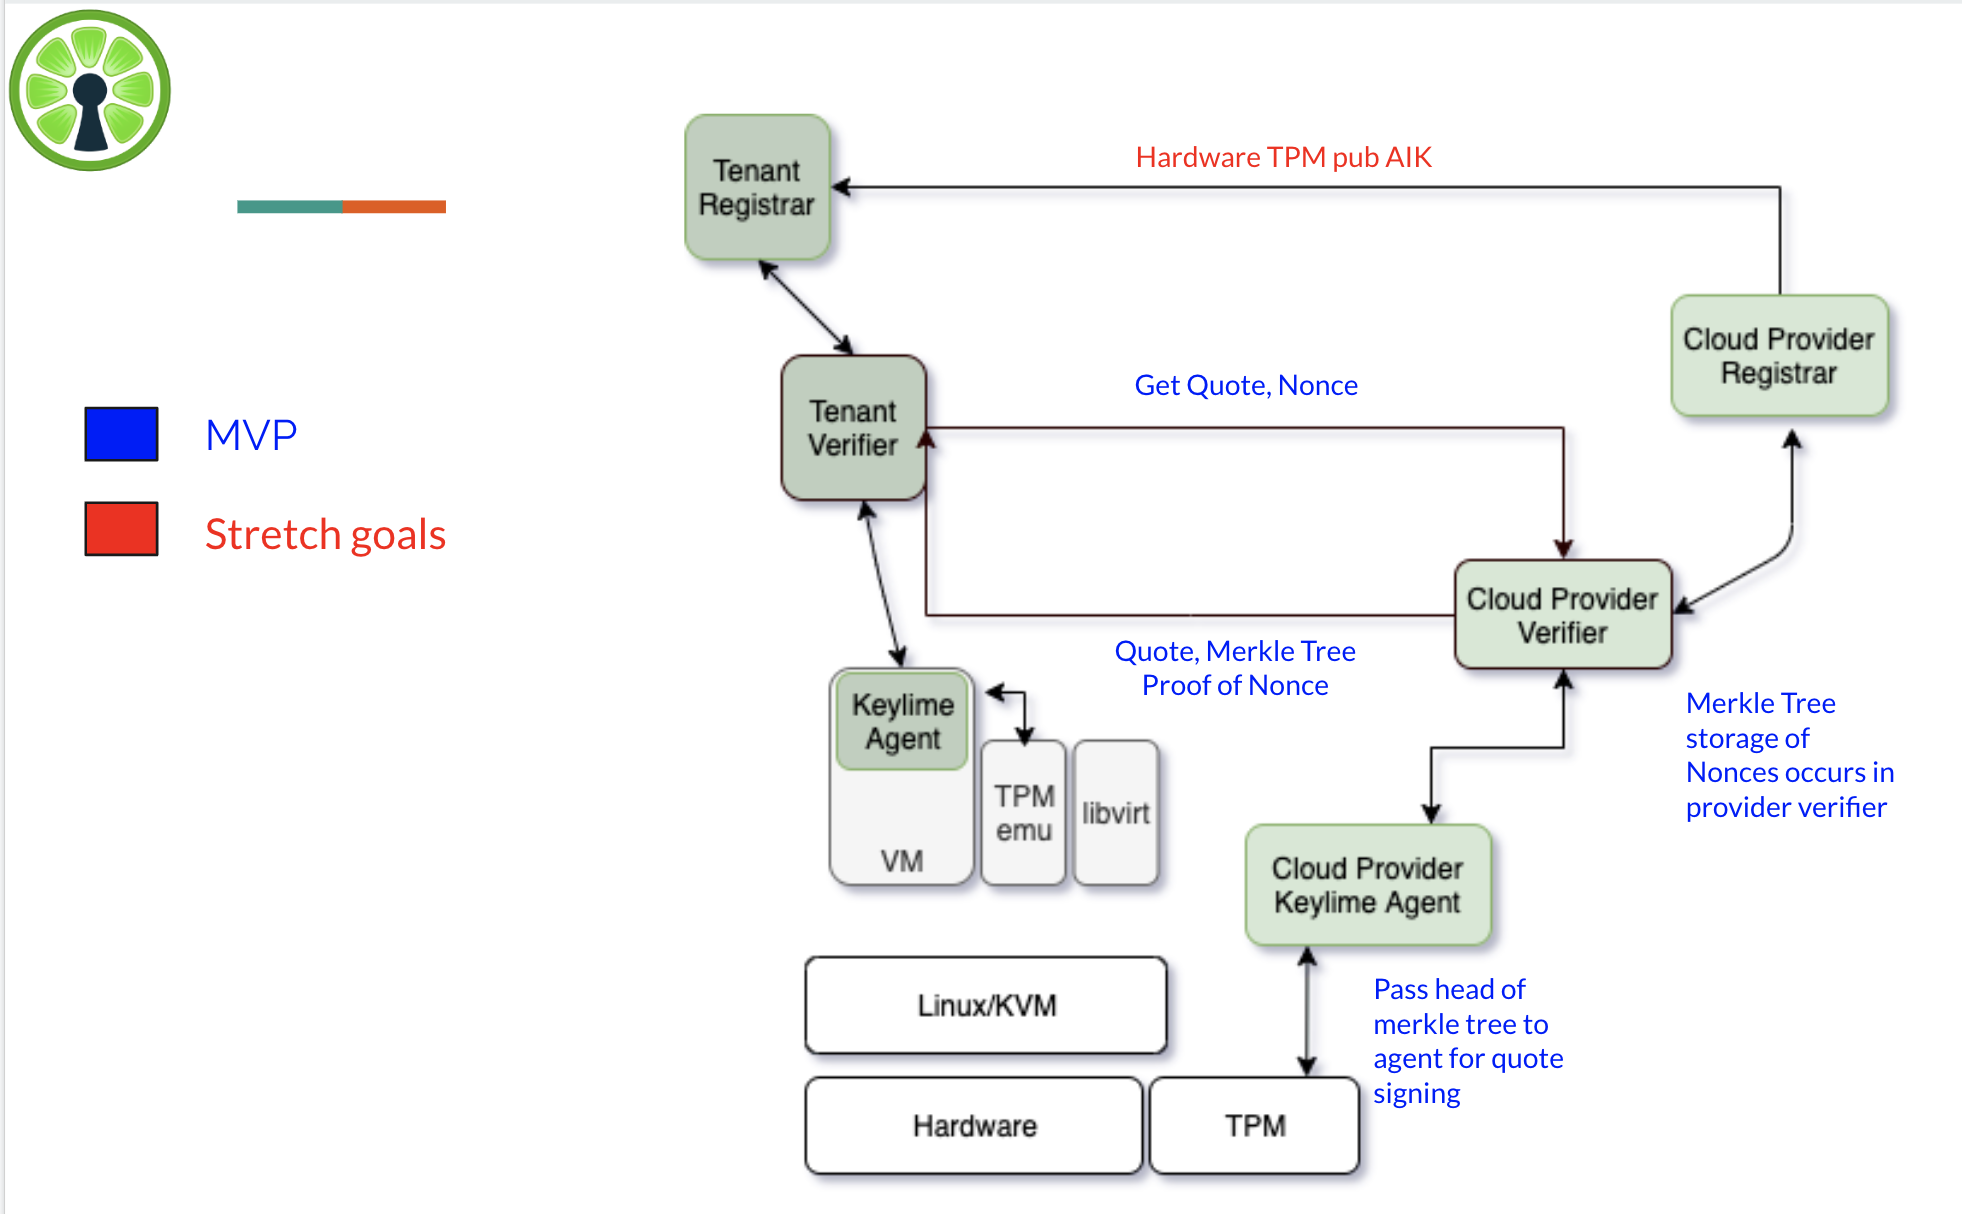 Tenant
Registrar
Hardware TPM pub AIK
Cloud Provider
Registrar
MVP
Stretch goals
Tenant
Verifier
Get Quote, Nonce
Cloud Provider
Verifier
Quote, Merkle Tree
Proof of Nonce
Merkle Tree
storage of
Nonces occurs in
provider verifier
Keylime
Agent
VM
TPM
emu
libvirt
Cloud Provider
Keylime Agent
Pass head of
merkle tree to
agent for quote
signing
Linux/KVM
Hardware
TPM